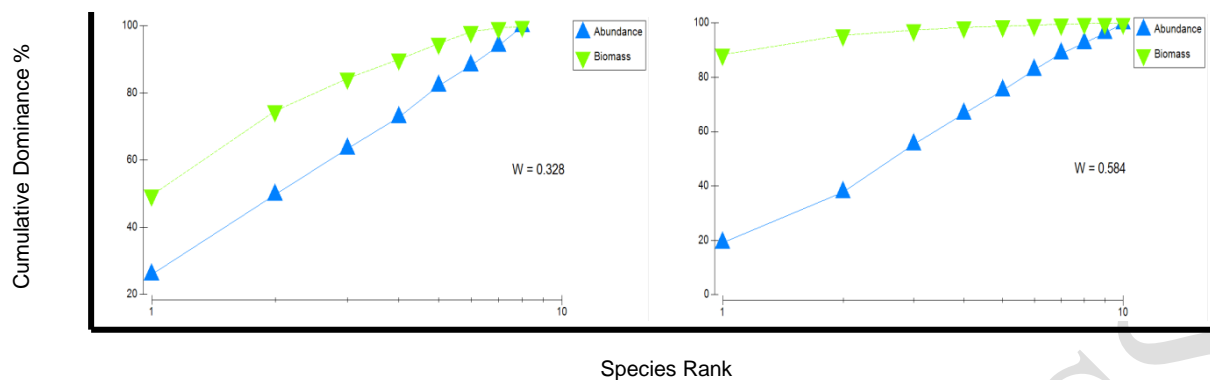 Cumulative Dominance %
100
80
60
40
20
1
10
Abundance
Biomass
W = 0.328
100
80
60
40
20
0
1
10
Abundance
Biomass
W = 0.584
Species Rank